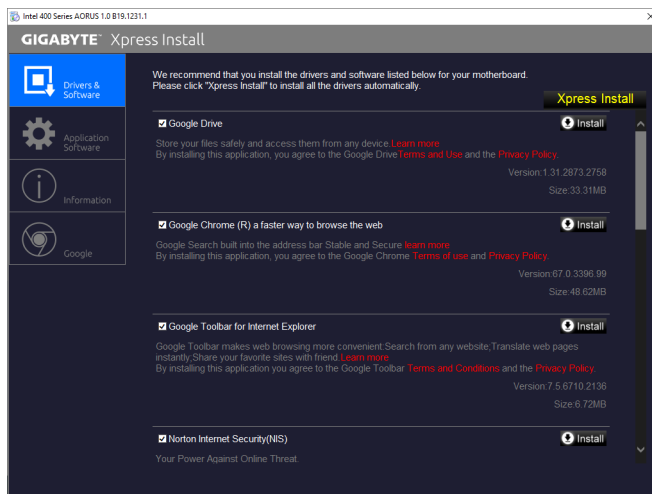 Intel 400 Series AORUS 1.0 B19.1231.1
GIGABYTE™ Xpress Install
Drivers &
Software
Application
Software
Information
Google
We recommend that you install the drivers and software listed below for your motherboard.
Please click "Xpress Install" to install all the drivers automatically.
Xpress Install
Google Drive
Install
Store your files safely and access them from any device.Learn more
By installing this application, you agree to the Google DriveTerms and Use and the Privacy Policy.
Version:1.31.2873.2758
Size:33.31MB
Google Chrome (R) a faster way to browse the web
Install
Google Search built into the address bar Stable and Secure learn more
By installing this application, you agree to the Google Chrome Terms of use and Privacy Policy.
Version:67.0.3396.99
Size:48.62MB
Google Toolbar for Internet Explorer
Install
Google Toolbar makes web browsing more convenient:Search from any website;Translate web pages
instantly,Share your favorite sites with friend.Learn more
By installing this application you agree to the Google Toolbar Terms and Conditions and the Privacy Policy.
Version:7.5.6710.2136
Size:6.72MB
Norton Internet Security(NIS)
Install
Your Power Against Online Threat.